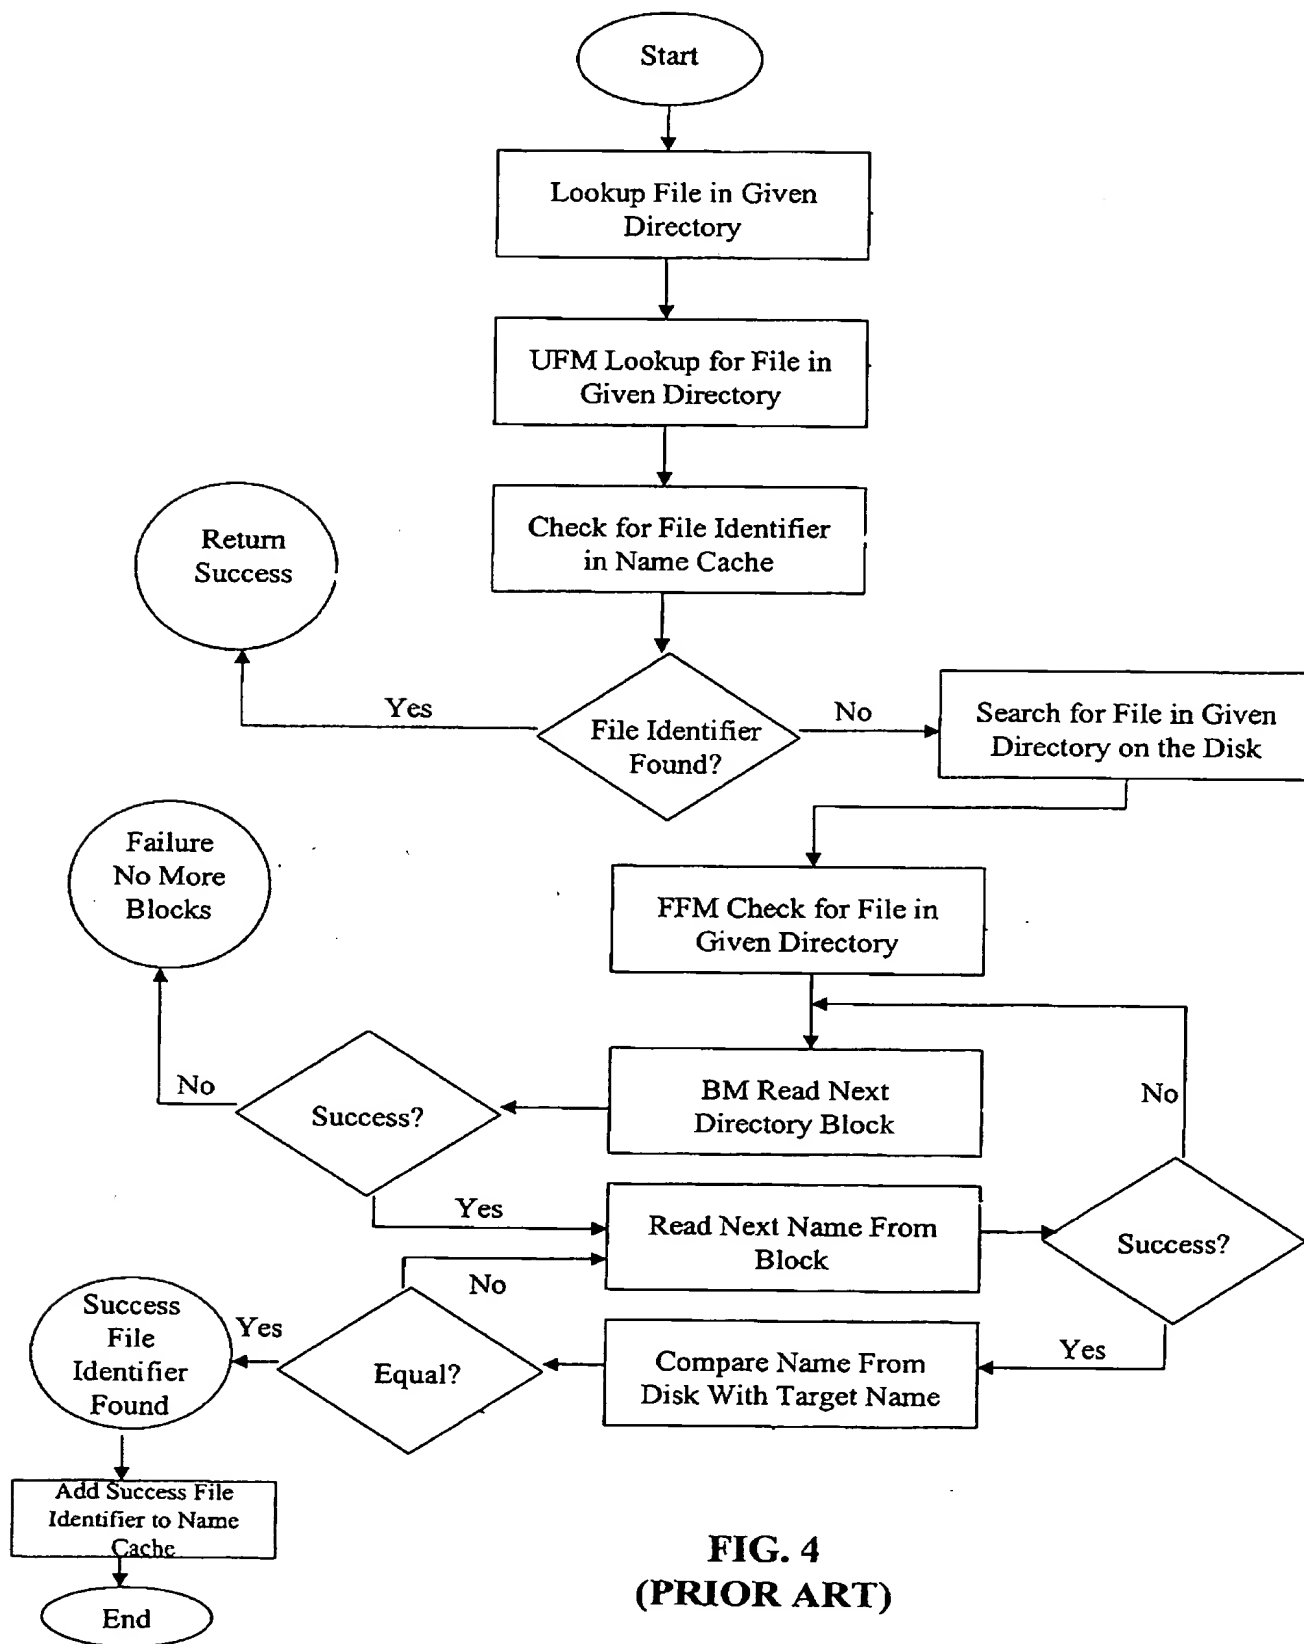 Start
Lookup File in Given
Directory
UFM Lookup for File in
Given Directory
Check for File Identifier
in Name Cache
Return
Success
Yes
File Identifier
Found?
No
Search for File in Given
Directory on the Disk
Failure
No More
Blocks
FFM Check for File in
Given Directory
No
Success?
BM Read Next
Directory Block
No
Yes
Read Next Name From
Block
Success?
No
Success
File
Identifier
Found
Yes
Equal?
Compare Name From
Disk With Target Name
Yes
Add Success File
Identifier to Name
Cache
End
FIG. 4
(PRIOR ART)